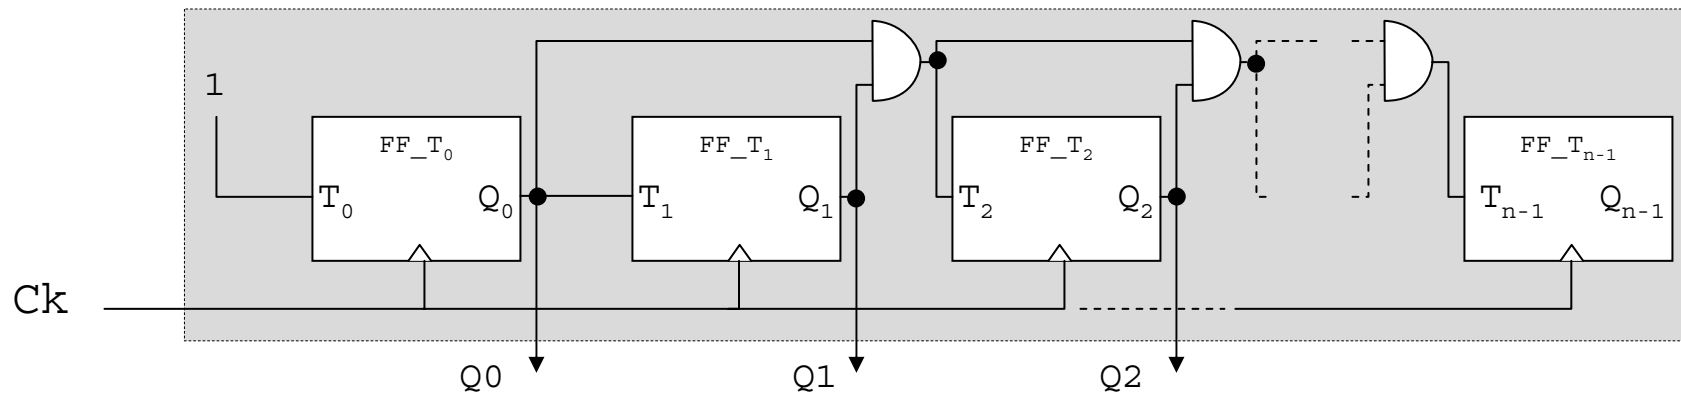 1
FF_T0 FF_T1 FF_T2 FF_Tn-1
T0 Q0 T1 Q1 T2 Q2 Tn-1 Qn-1
Ck
Q0 Q1 Q2